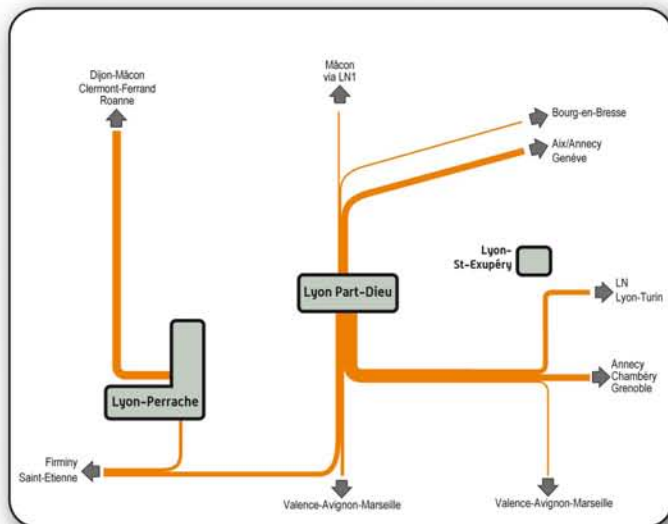 Dijon-Mâcon
Clermont-Ferrand
Roanne
Mâcon
via LN1
Bourg-en-Bresse
Aix/Annecy
Genéve
Lyon-
St-Exupéry
Lyon Part-Dieu
LN
Lyon-Turin
Annecy
Chambéry
Grenoble
Lyon-Perrache
Firminy
Saint-Etienne
Valence-Avignon-Marseille
Valence-Avignon-Marseille